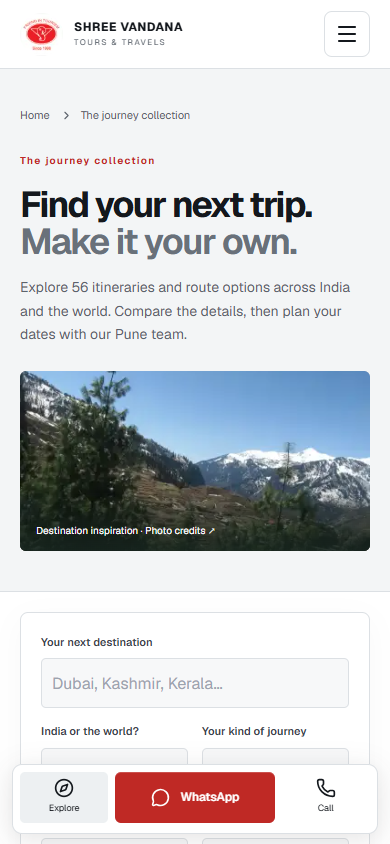 SHREE VANDANA
TOURS & TRAVELS
Home > The journey collection
The journey collection
Find your next trip.
Make it your own.
Explore 56 itineraries and route options across India
and the world. Compare the details, then plan your
dates with our Pune team.
Destination inspiration · Photo credits ↗
Your next destination
Dubai, Kashmir, Kerala...
India or the world?
Your kind of journey
Explore
WhatsApp
Call